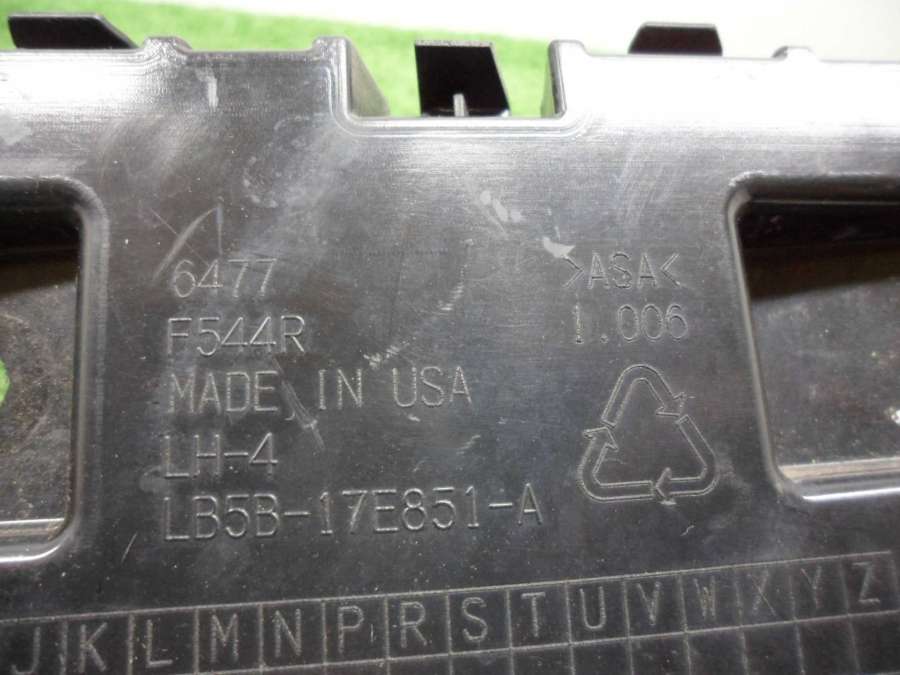 6477
F544R
MADE IN USA
LH-4
LB5B-17E851-A
>ASA<
1.006
J K L M N P R S T U V W X Y Z